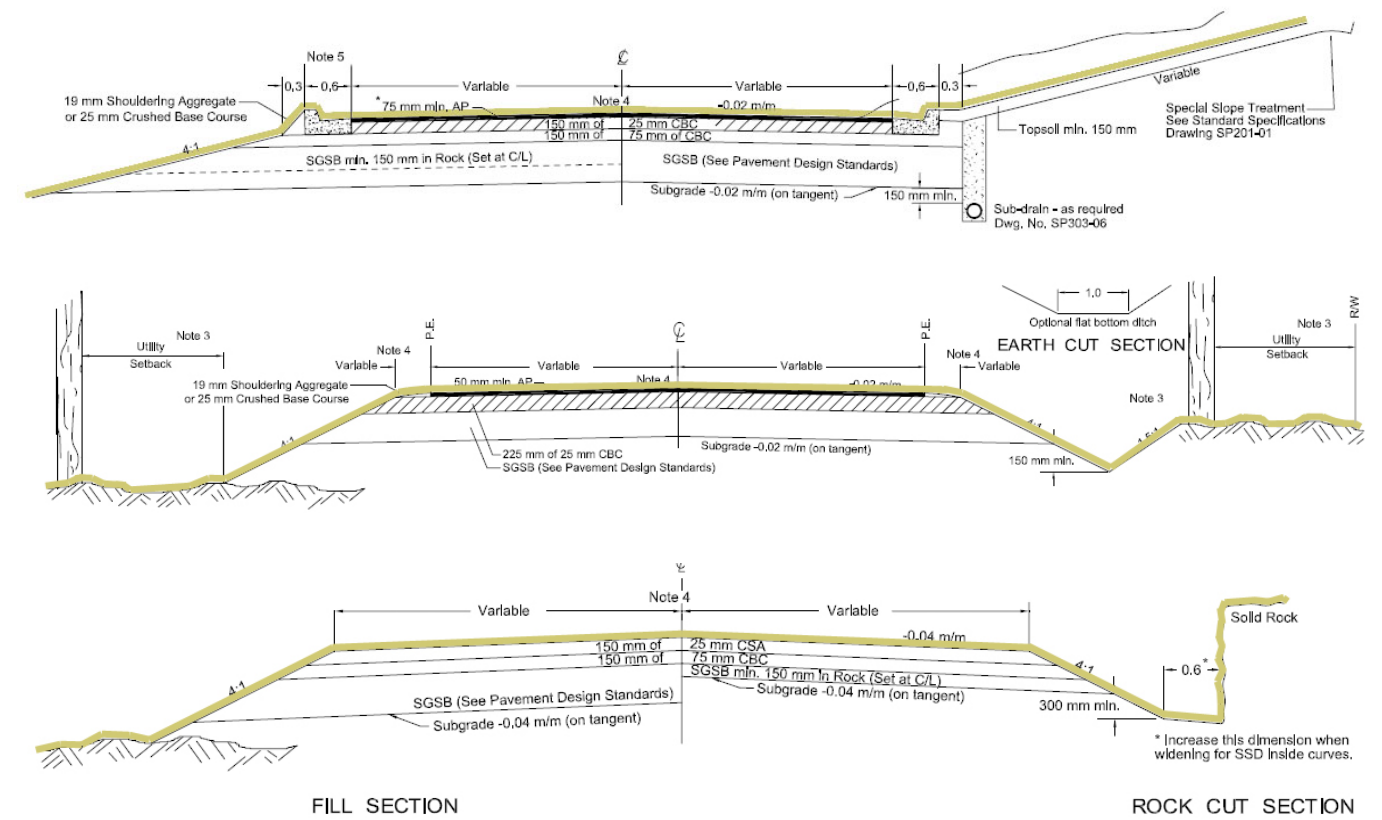 Note 5
℄
0,3
0,6
Variable
Variable
0,6
0,3
19 mm Shouldering Aggregate
or 25 mm Crushed Base Course
* 75 mm min. AP
Note 4
-0.02 m/m
Variable
Special Slope Treatment
See Standard Specifications
Drawing SP201-01
Topsoil min. 150 mm
150 mm of 25 mm CBC
150 mm of 75 mm of CBC
4:1
SGSB min. 150 mm in Rock (Set at C/L)
SGSB (See Pavement Design Standards)
Subgrade -0.02 m/m (on tangent)
150 mm min.
Sub-drain - as required
Dwg. No. SP303-06
1.0
Optional flat bottom ditch
EARTH CUT SECTION
Note 3
Utility
Setback
Note 4
Variable
P.E.
Variable
℄
Variable
P.E.
Note 4
Variable
Note 3
Utility
Setback
R/W
19 mm Shouldering Aggregate
or 25 mm Crushed Base Course
50 mm min. AP
Note 4
-0.02 m/m
Note 3
4:1
4:1
1.5:1
Subgrade -0.02 m/m (on tangent)
225 mm of 25 mm CBC
SGSB (See Pavement Design Standards)
150 mm min.
Note 4
Variable
Variable
-0.04 m/m
Solid Rock
150 mm of 25 mm CSA
150 mm of 75 mm CBC
SGSB min. 150 mm in Rock (Set at C/L)
Subgrade -0.04 m/m (on tangent)
4:1
4:1
0.6 *
SGSB (See Pavement Design Standards)
Subgrade -0.04 m/m (on tangent)
300 mm min.
* Increase this dimension when
widening for SSD inside curves.
FILL SECTION
ROCK CUT SECTION